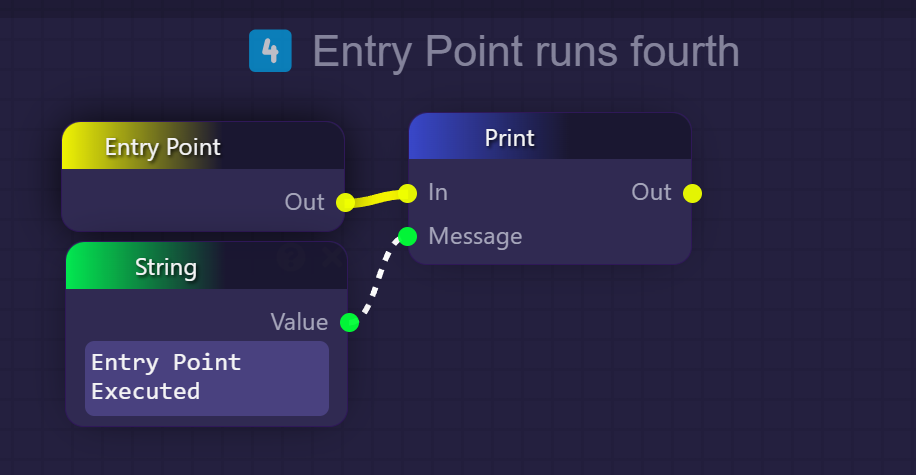 4 Entry Point runs fourth
Entry Point
Out
Print
In
Out
Message
String
Value
Entry Point
Executed